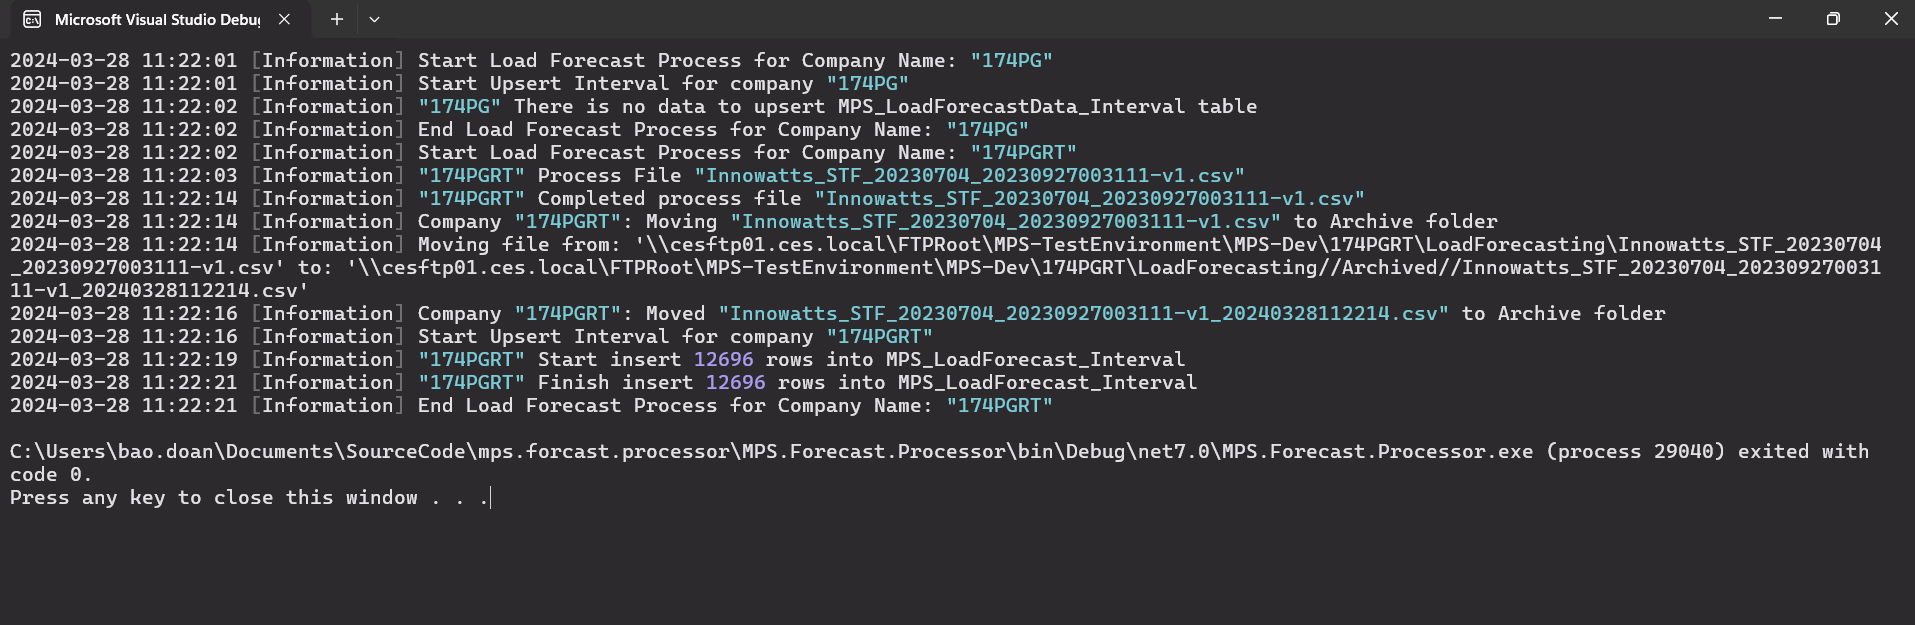 Microsoft Visual Studio Debu
2024-03-28 11:22:01 [Information] Start Load Forecast Process for Company Name: "174PG"
2024-03-28 11:22:01 [Information] Start Upsert Interval for company "174PG"
2024-03-28 11:22:02 [Information] "174PG" There is no data to upsert MPS_LoadForecastData_Interval table
2024-03-28 11:22:02 [Information] End Load Forecast Process for Company Name: "174PG"
2024-03-28 11:22:02 [Information] Start Load Forecast Process for Company Name: "174PGRT"
2024-03-28 11:22:03 [Information] "174PGRT" Process File "Innowatts_STF_20230704_20230927003111-v1.csv"
2024-03-28 11:22:14 [Information] "174PGRT" Completed process file "Innowatts_STF_20230704_20230927003111-v1.csv"
2024-03-28 11:22:14 [Information] Company "174PGRT": Moving "Innowatts_STF_20230704_20230927003111-v1.csv" to Archive folder
2024-03-28 11:22:14 [Information] Moving file from: '\\cesftp01.ces.local\FTPRoot\MPS-TestEnvironment\MPS-Dev\174PGRT\LoadForecasting\Innowatts_STF_20230704
_20230927003111-v1.csv' to: '\\cesftp01.ces.local\FTPRoot\MPS-TestEnvironment\MPS-Dev\174PGRT\LoadForecasting//Archived//Innowatts_STF_20230704_202309270031
11-v1_20240328112214.csv'
2024-03-28 11:22:16 [Information] Company "174PGRT": Moved "Innowatts_STF_20230704_20230927003111-v1_20240328112214.csv" to Archive folder
2024-03-28 11:22:16 [Information] Start Upsert Interval for company "174PGRT"
2024-03-28 11:22:19 [Information] "174PGRT" Start insert 12696 rows into MPS_LoadForecast_Interval
2024-03-28 11:22:21 [Information] "174PGRT" Finish insert 12696 rows into MPS_LoadForecast_Interval
2024-03-28 11:22:21 [Information] End Load Forecast Process for Company Name: "174PGRT"
C:\Users\bao.doan\Documents\SourceCode\mps.forcast.processor\MPS.Forecast.Processor\bin\Debug\net7.0\MPS.Forecast.Processor.exe (process 29040) exited with
code 0.
Press any key to close this window . . .